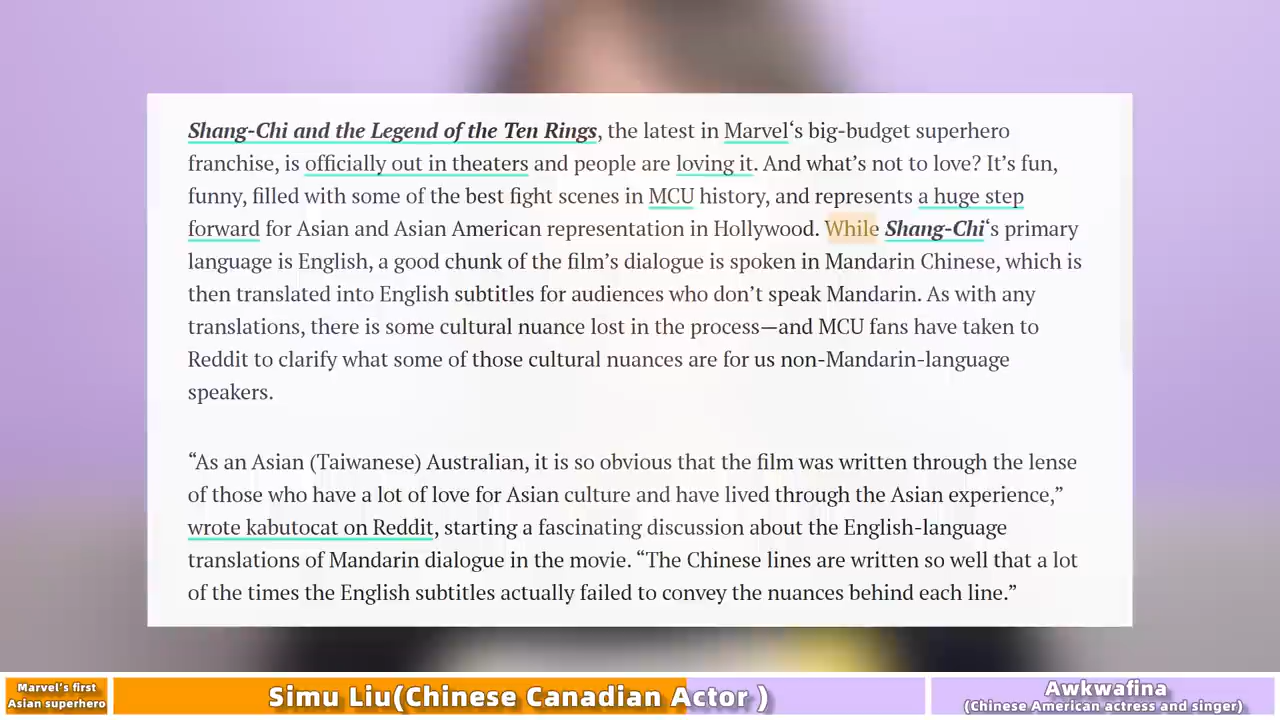 Shang-Chi and the Legend of the Ten Rings, the latest in Marvel‘s big-budget superhero
franchise, is officially out in theaters and people are loving it. And what’s not to love? It’s fun,
funny, filled with some of the best fight scenes in MCU history, and represents a huge step
forward for Asian and Asian American representation in Hollywood. While Shang-Chi‘s primary
language is English, a good chunk of the film’s dialogue is spoken in Mandarin Chinese, which is
then translated into English subtitles for audiences who don’t speak Mandarin. As with any
translations, there is some cultural nuance lost in the process—and MCU fans have taken to
Reddit to clarify what some of those cultural nuances are for us non-Mandarin-language
speakers.
“As an Asian (Taiwanese) Australian, it is so obvious that the film was written through the lense
of those who have a lot of love for Asian culture and have lived through the Asian experience,”
wrote kabutocat on Reddit, starting a fascinating discussion about the English-language
translations of Mandarin dialogue in the movie. “The Chinese lines are written so well that a lot
of the times the English subtitles actually failed to convey the nuances behind each line.”
Marvel's first
Asian superhero
Simu Liu(Chinese Canadian Actor )
Awkwafina
(Chinese American actress and singer)